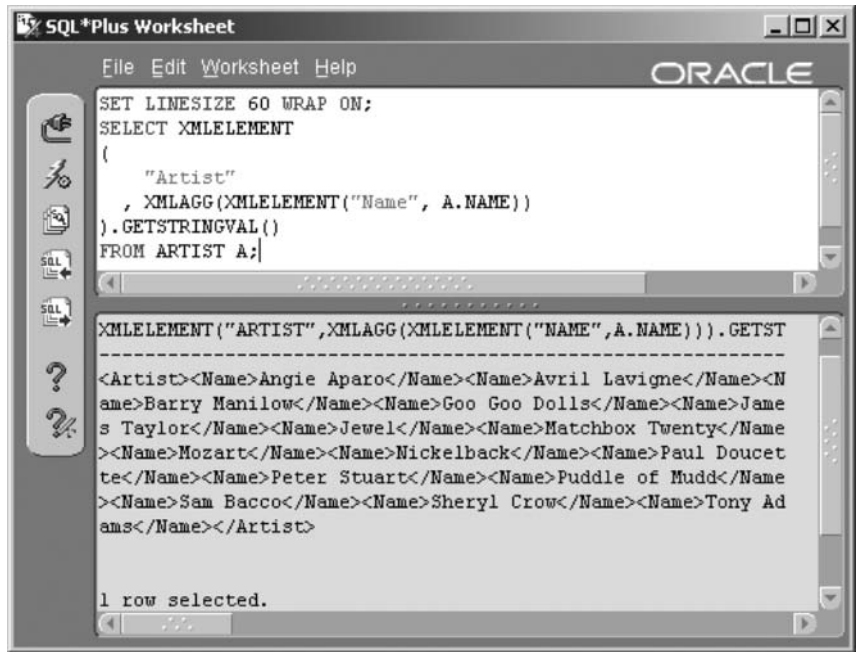 SQL*Plus Worksheet
File Edit Worksheet Help
ORACLE
SET LINESIZE 60 WRAP ON;
SELECT XMLELEMENT
(
"Artist"
, XMLAGG(XMLELEMENT("Name", A.NAME))
).GETSTRINGVAL()
FROM ARTIST A;
XMLELEMENT("ARTIST",XMLAGG(XMLELEMENT("NAME",A.NAME))).GETST
------------------------------------------------------------
<Artist><Name>Angie Aparo</Name><Name>Avril Lavigne</Name><N
ame>Barry Manilow</Name><Name>Goo Goo Dolls</Name><Name>Jame
s Taylor</Name><Name>Jewel</Name><Name>Matchbox Twenty</Name
><Name>Mozart</Name><Name>Nickelback</Name><Name>Paul Doucet
te</Name><Name>Peter Stuart</Name><Name>Puddle of Mudd</Name
><Name>Sam Bacco</Name><Name>Sheryl Crow</Name><Name>Tony Ad
ams</Name></Artist>
1 row selected.